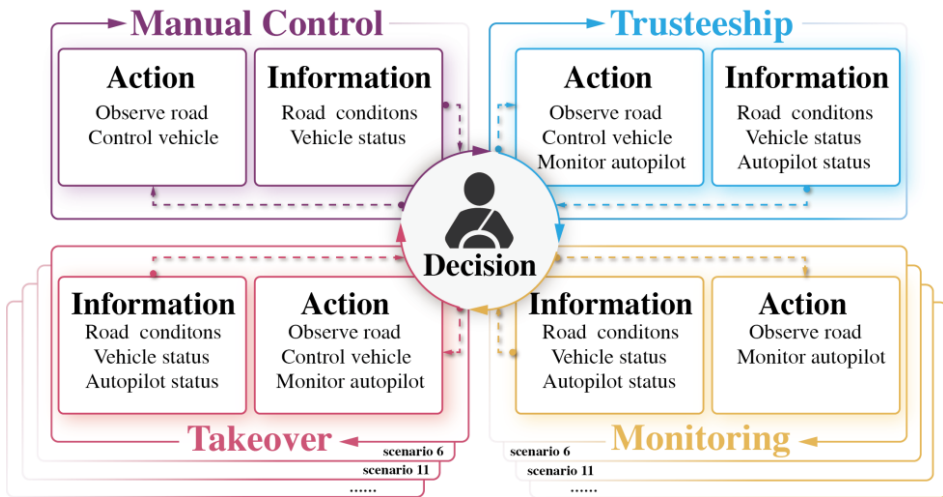 Manual Control
Action
Observe road
Control vehicle
Information
Road conditons
Vehicle status
Trusteeship
Action
Observe road
Control vehicle
Monitor autopilot
Information
Road conditons
Vehicle status
Autopilot status
Decision
Information
Road conditons
Vehicle status
Autopilot status
Action
Observe road
Control vehicle
Monitor autopilot
Takeover
scenario 6
scenario 11
......
Information
Road conditons
Vehicle status
Autopilot status
Action
Observe road
Monitor autopilot
Monitoring
scenario 6
scenario 11
......